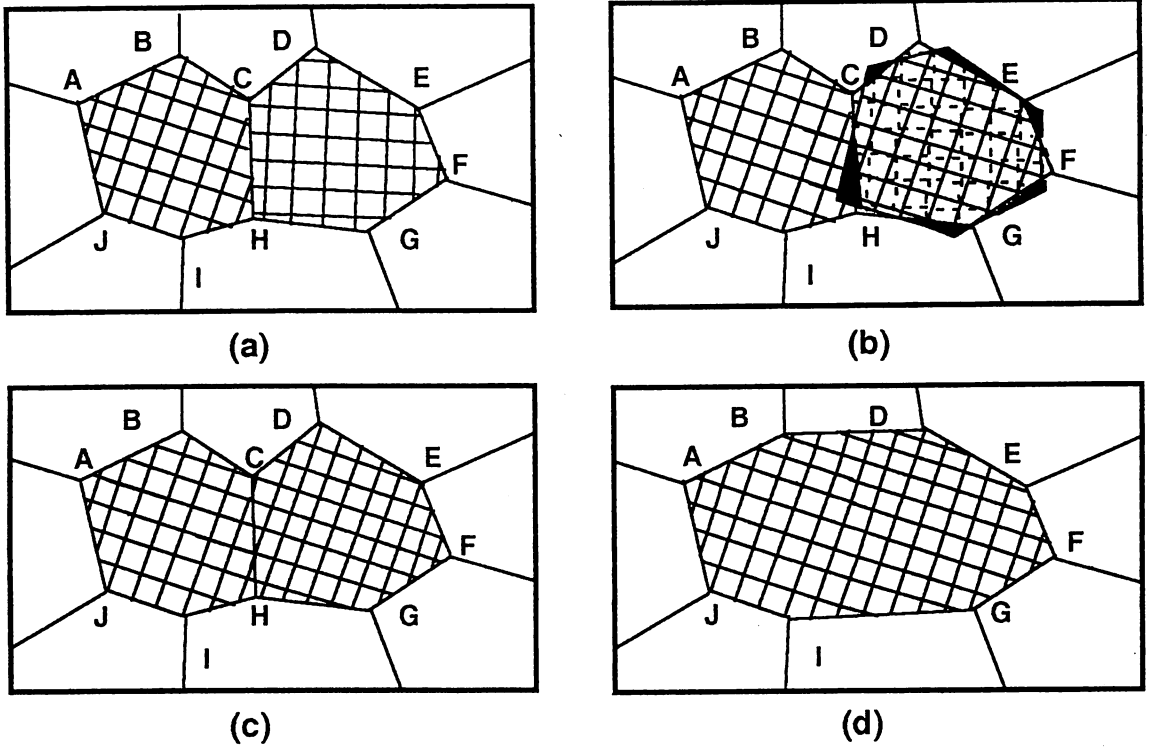 B D
A C E
F
J H G
I
(a)
B D
A C E
F
J H G
I
(b)
B D
A C E
F
J H G
I
(c)
B D
A E
F
J G
I
(d)